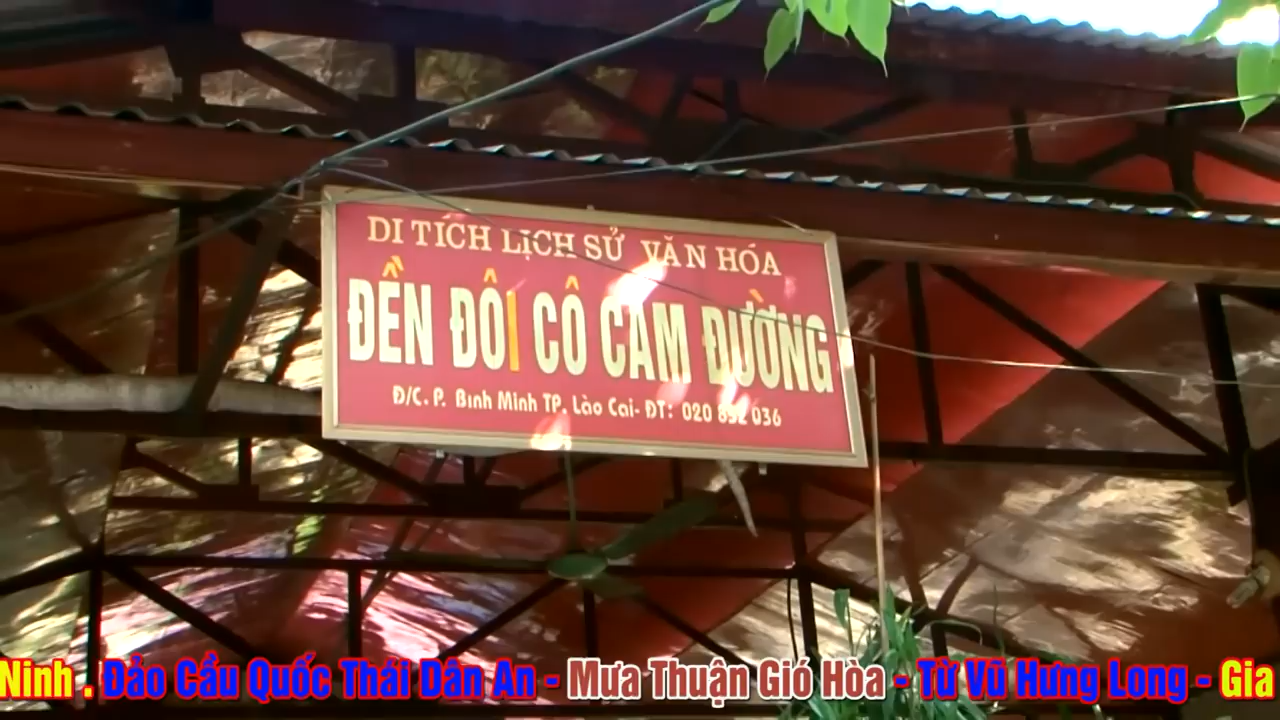 DI TÍCH LỊCH SỬ VĂN HÓA
ĐỀN ĐÔI CÔ CAM ĐƯỜNG
Đ/C. P. Bình Minh TP. Lào Cai- ĐT: 020 852 036
Ninh . Đảo Cầu Quốc Thái Dân An - Mưa Thuận Gió Hòa - Từ Vũ Hưng Long - Gia